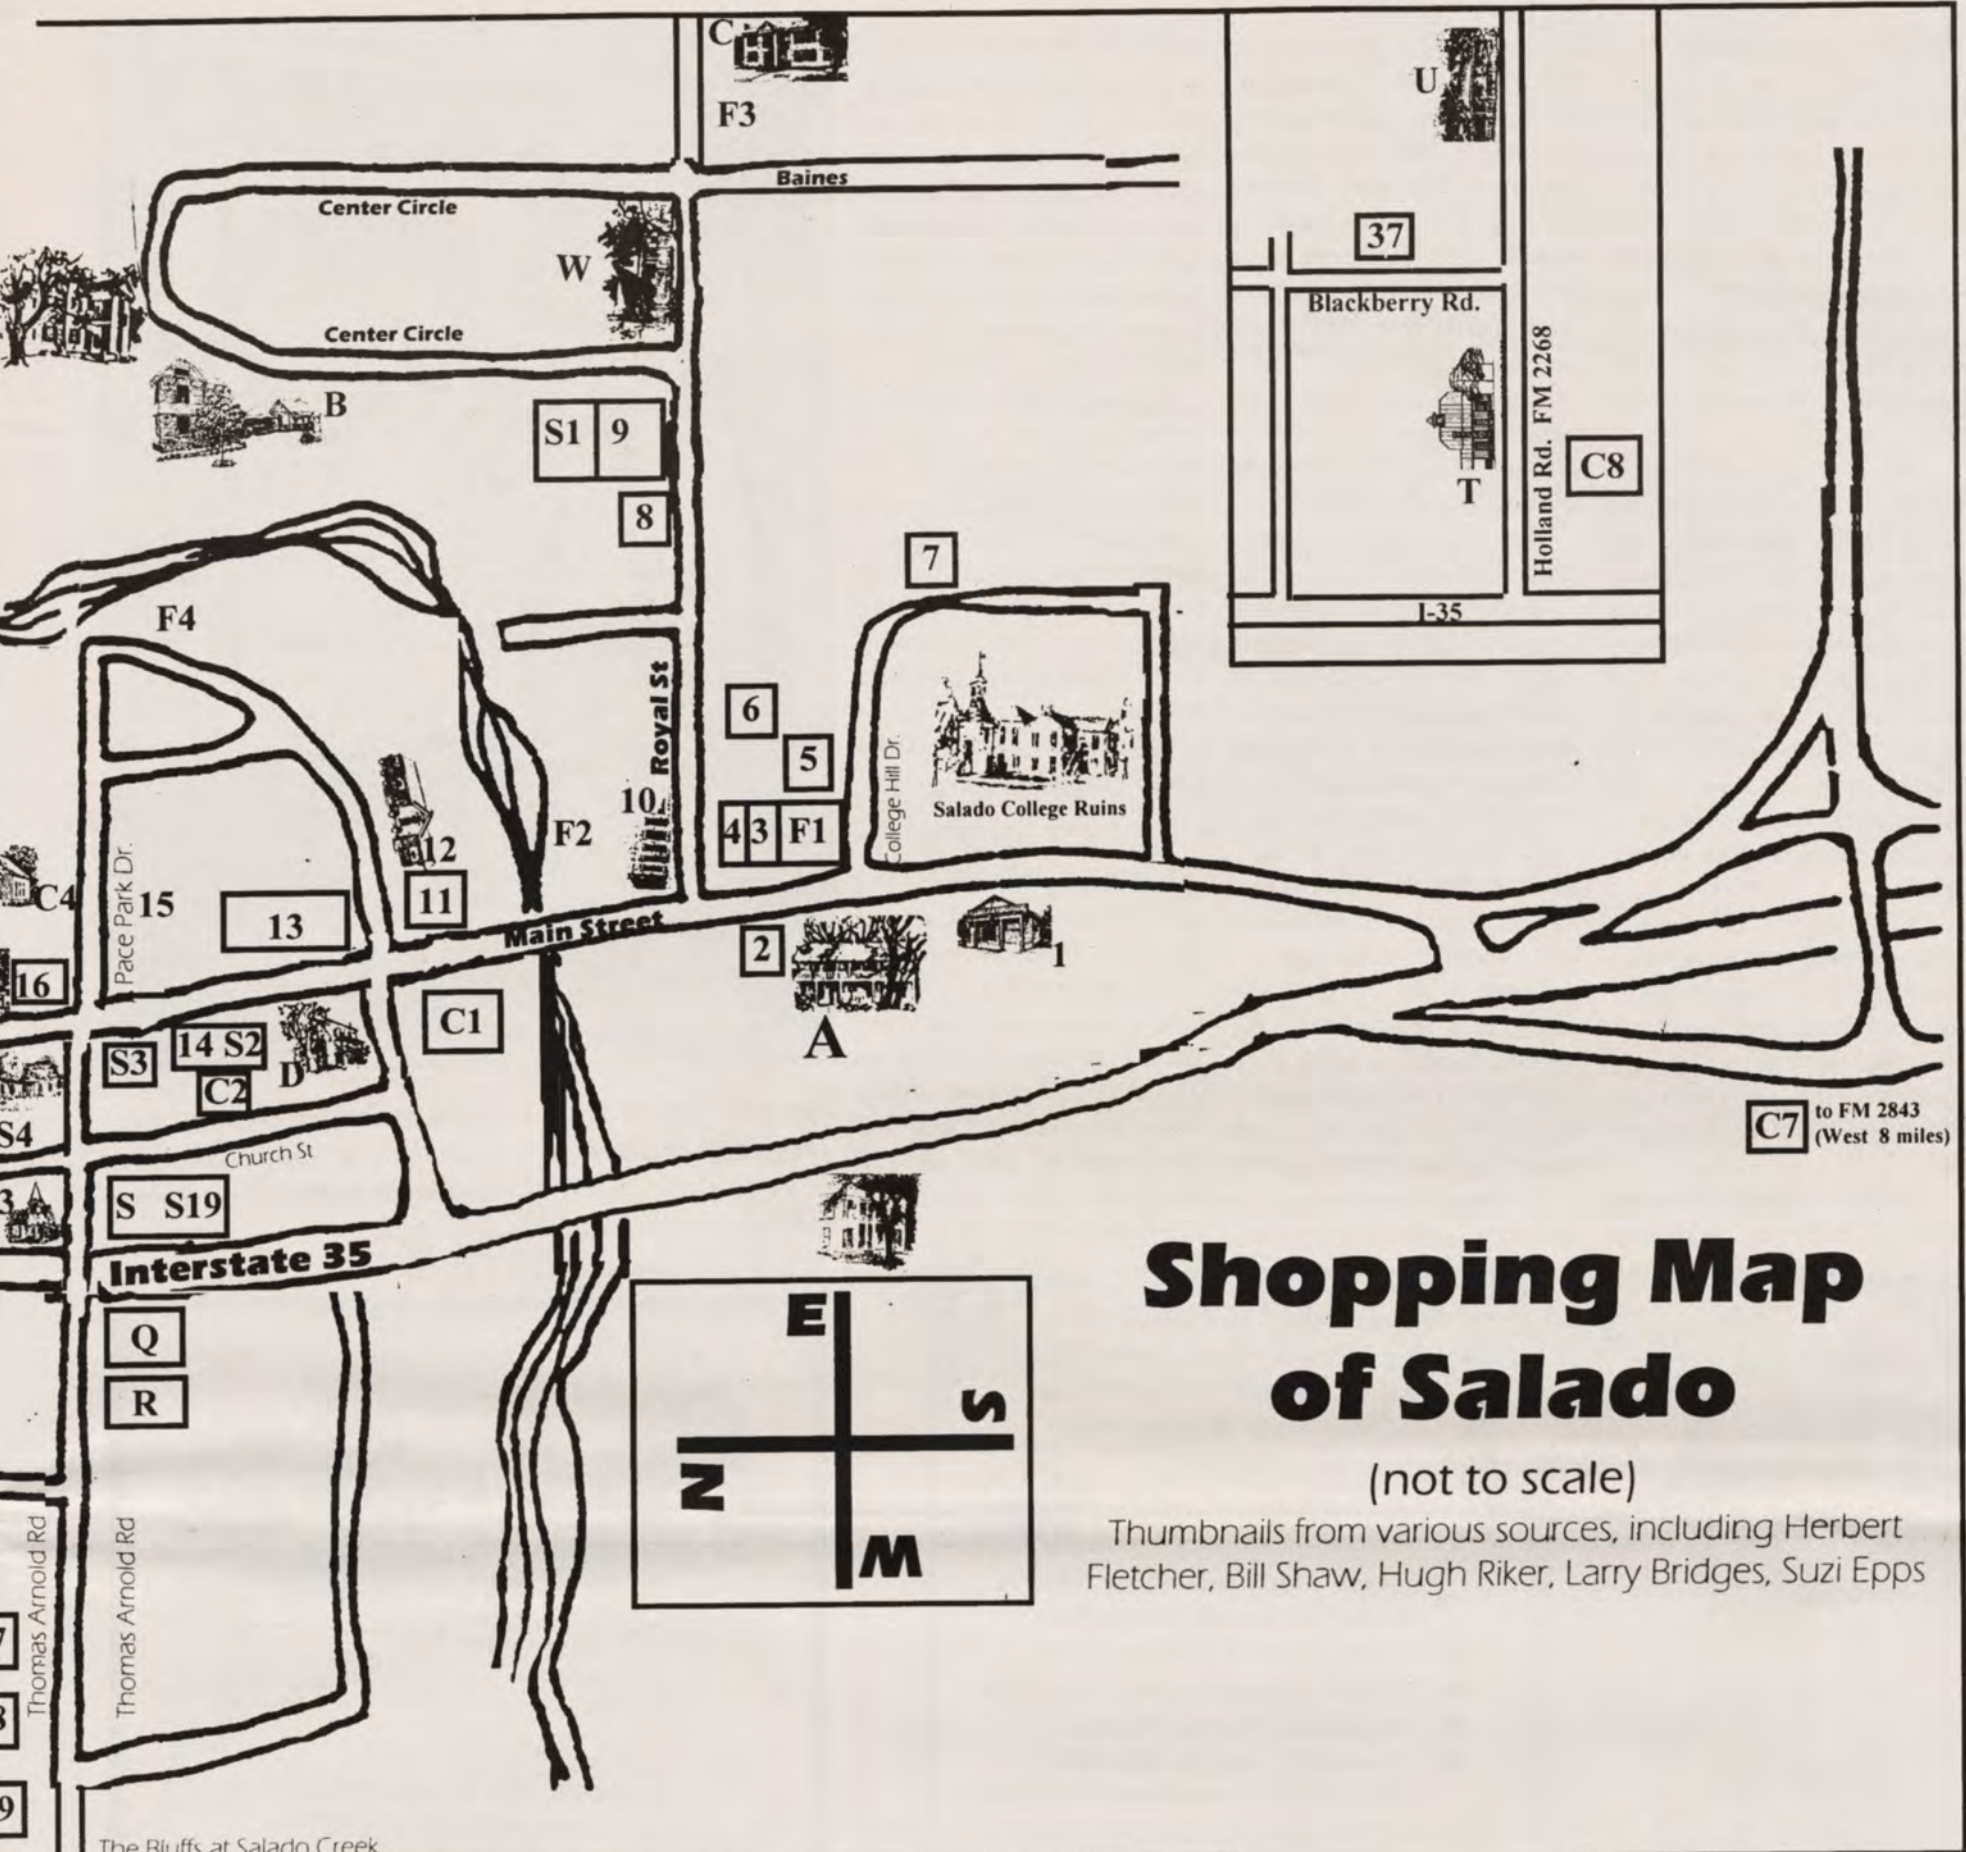 C
F3
U
Baines
Center Circle
W
37
Blackberry Rd.
Center Circle
B
S1 9
8
Holland Rd. FM 2268
C8
T
7
I-35
F4
Royal St
6
5
College Hill Dr.
Salado College Ruins
10
4 3 F1
F2
12
11
C4
Pace Park Dr.
15
13
Main Street
2
1
A
16
C1
14 S2
S3
D
C2
S4
Church St
C7 to FM 2843
(West 8 miles)
3
S S19
Interstate 35
Q
R
E
S
N
W
Shopping Map
of Salado
(not to scale)
Thumbnails from various sources, including Herbert
Fletcher, Bill Shaw, Hugh Riker, Larry Bridges, Suzi Epps
Thomas Arnold Rd
Thomas Arnold Rd
7
8
9
The Bluffs at Salado Creek